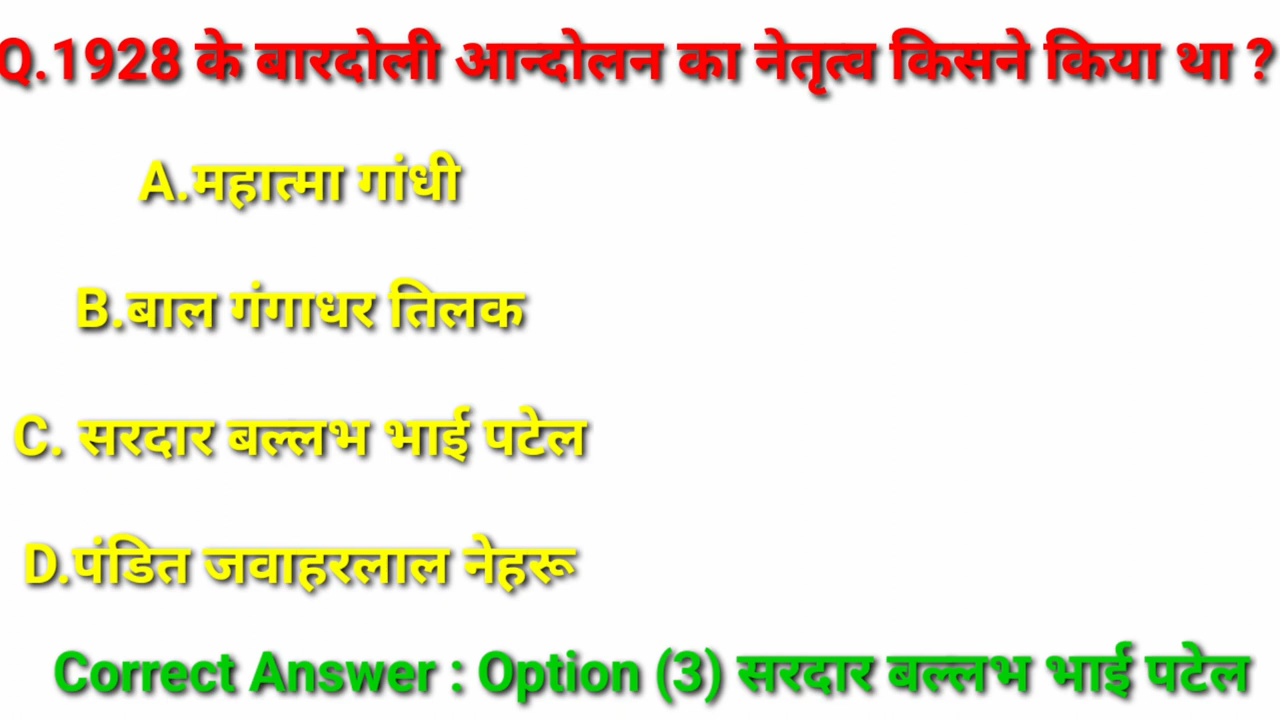 Q.1928 के बारदोली आन्दोलन का नेतृत्व किसने किया था ?
A.महात्मा गांधी
B.बाल गंगाधर तिलक
C. सरदार बल्लभ भाई पटेल
D.पंडित जवाहरलाल नेहरू
Correct Answer : Option (3) सरदार बल्लभ भाई पटेल